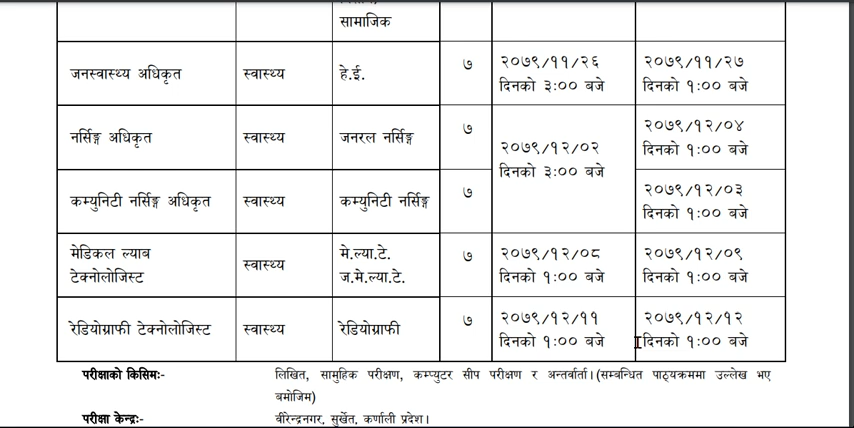 सामाजिक
जनस्वास्थ्य अधिकृत स्वास्थ्य हे.ई. ७ २०७९/११/२६ दिनको ३:०० बजे २०७९/११/२७ दिनको १:०० बजे
नर्सिङ्ग अधिकृत स्वास्थ्य जनरल नर्सिङ्ग ७ २०७९/१२/०२ दिनको ३:०० बजे २०७९/१२/०४ दिनको १:०० बजे
कम्युनिटी नर्सिङ्ग अधिकृत स्वास्थ्य कम्युनिटी नर्सिङ्ग ७ २०७९/१२/०३ दिनको १:०० बजे
मेडिकल ल्याब टेक्नोलोजिस्ट स्वास्थ्य मे.ल्या.टे. ज.मे.ल्या.टे. ७ २०७९/१२/०८ दिनको १:०० बजे २०७९/१२/०९ दिनको १:०० बजे
रेडियोग्राफी टेक्नोलोजिस्ट स्वास्थ्य रेडियोग्राफी ७ २०७९/१२/११ दिनको १:०० बजे २०७९/१२/१२ दिनको १:०० बजे
परीक्षाको किसिमः- लिखित, सामुहिक परीक्षण, कम्प्युटर सीप परीक्षण र अन्तर्वार्ता।(सम्बन्धित पाठ्यक्रममा उल्लेख भए
बमोजिम)
परीक्षा केन्द्रः- वीरेन्द्रनगर, सुर्खेत, कर्णाली प्रदेश।